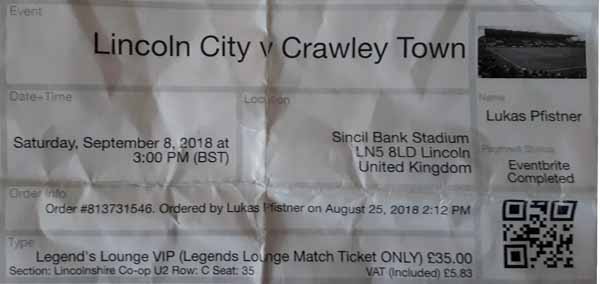 Event
Lincoln City v Crawley Town
Date+Time
Saturday, September 8, 2018 at
3:00 PM (BST)
Location
Sincil Bank Stadium
LN5 8LD Lincoln
United Kingdom
Name
Lukas Pfistner
Payment Status
Eventbrite
Completed
Order Info
Order #813731546. Ordered by Lukas Pfistner on August 25, 2018 2:12 PM
Type
Legend's Lounge VIP (Legends Lounge Match Ticket ONLY) £35.00
Section: Lincolnshire Co-op U2 Row: C Seat: 35
VAT (Included) £5.83